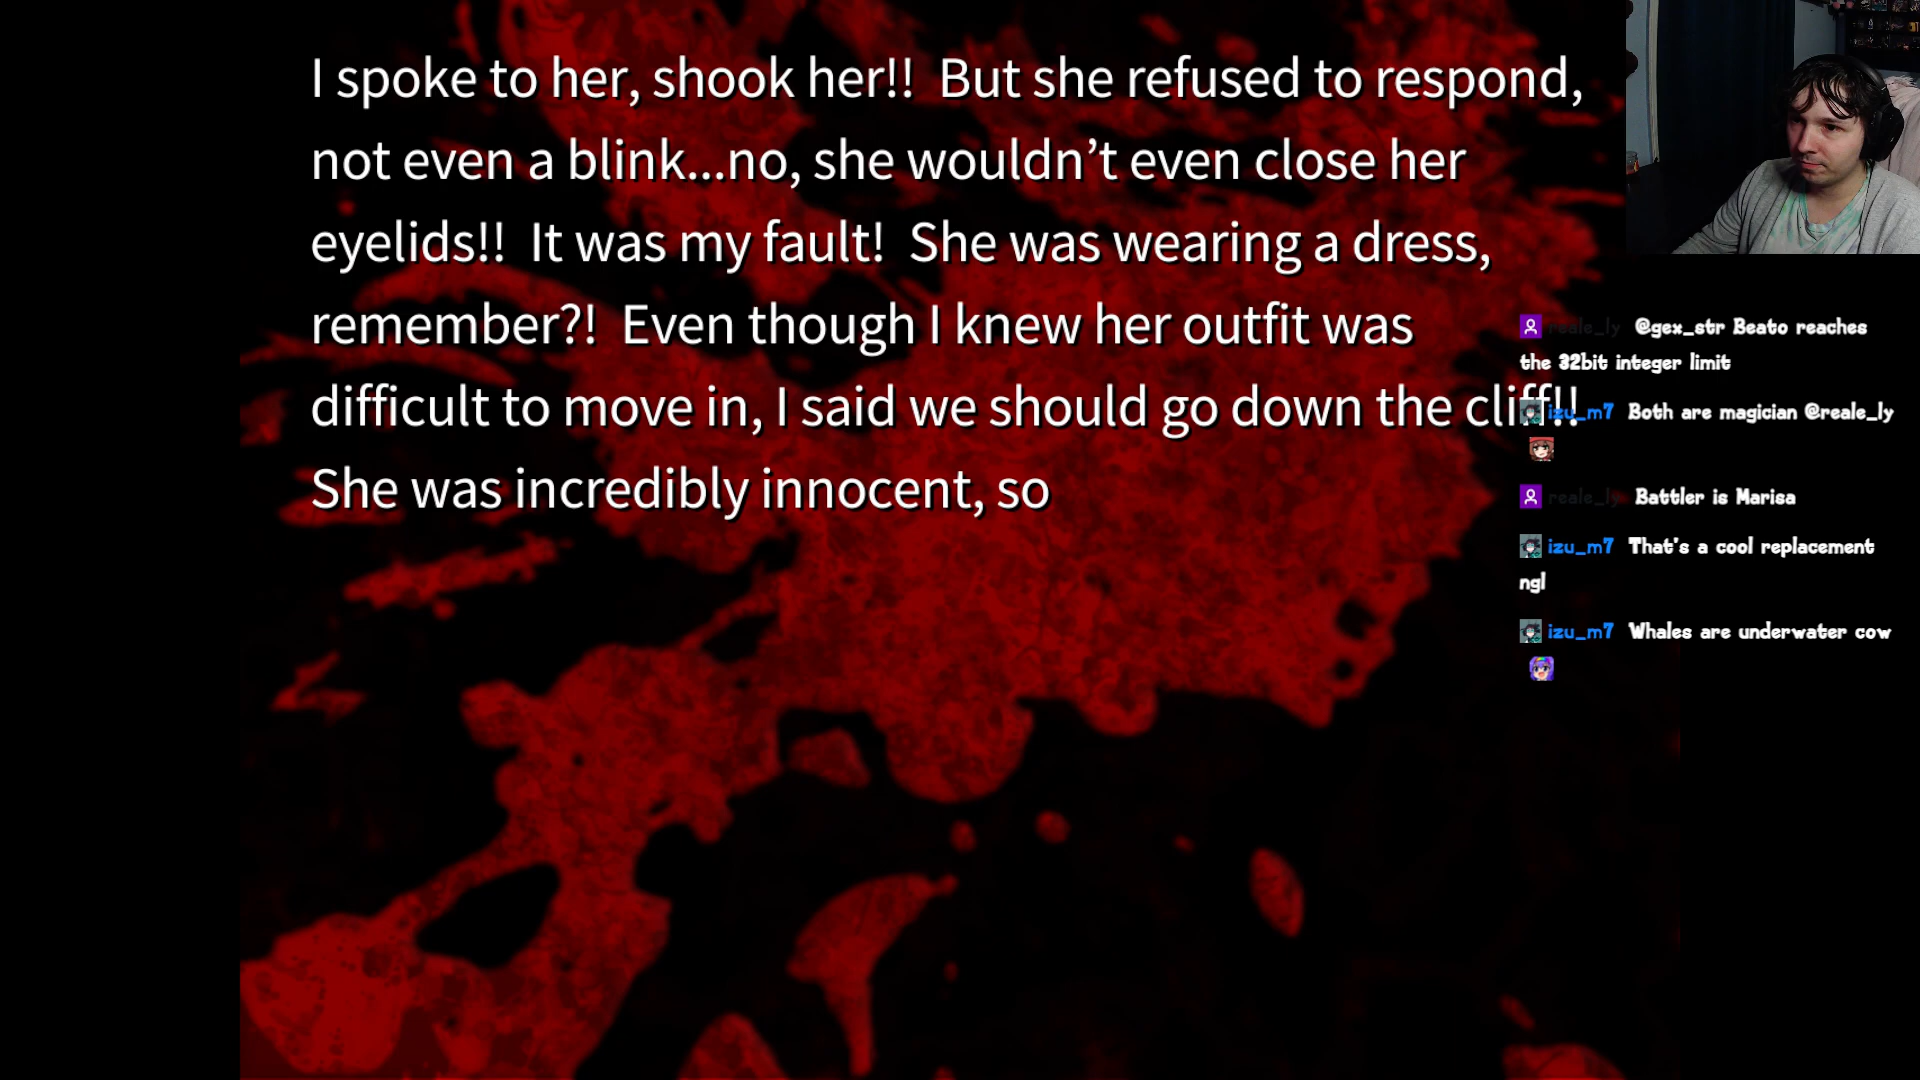 I spoke to her, shook her!!  But she refused to respond,
not even a blink...no, she wouldn’t even close her
eyelids!!  It was my fault!  She was wearing a dress,
remember?!  Even though I knew her outfit was
difficult to move in, I said we should go down the cliff!!
She was incredibly innocent, so
reale_ly @gex_str Beato reaches
the 32bit integer limit
izu_m7 Both are magician @reale_ly
reale_ly Battler is Marisa
izu_m7 That's a cool replacement
ngl
izu_m7 Whales are underwater cow